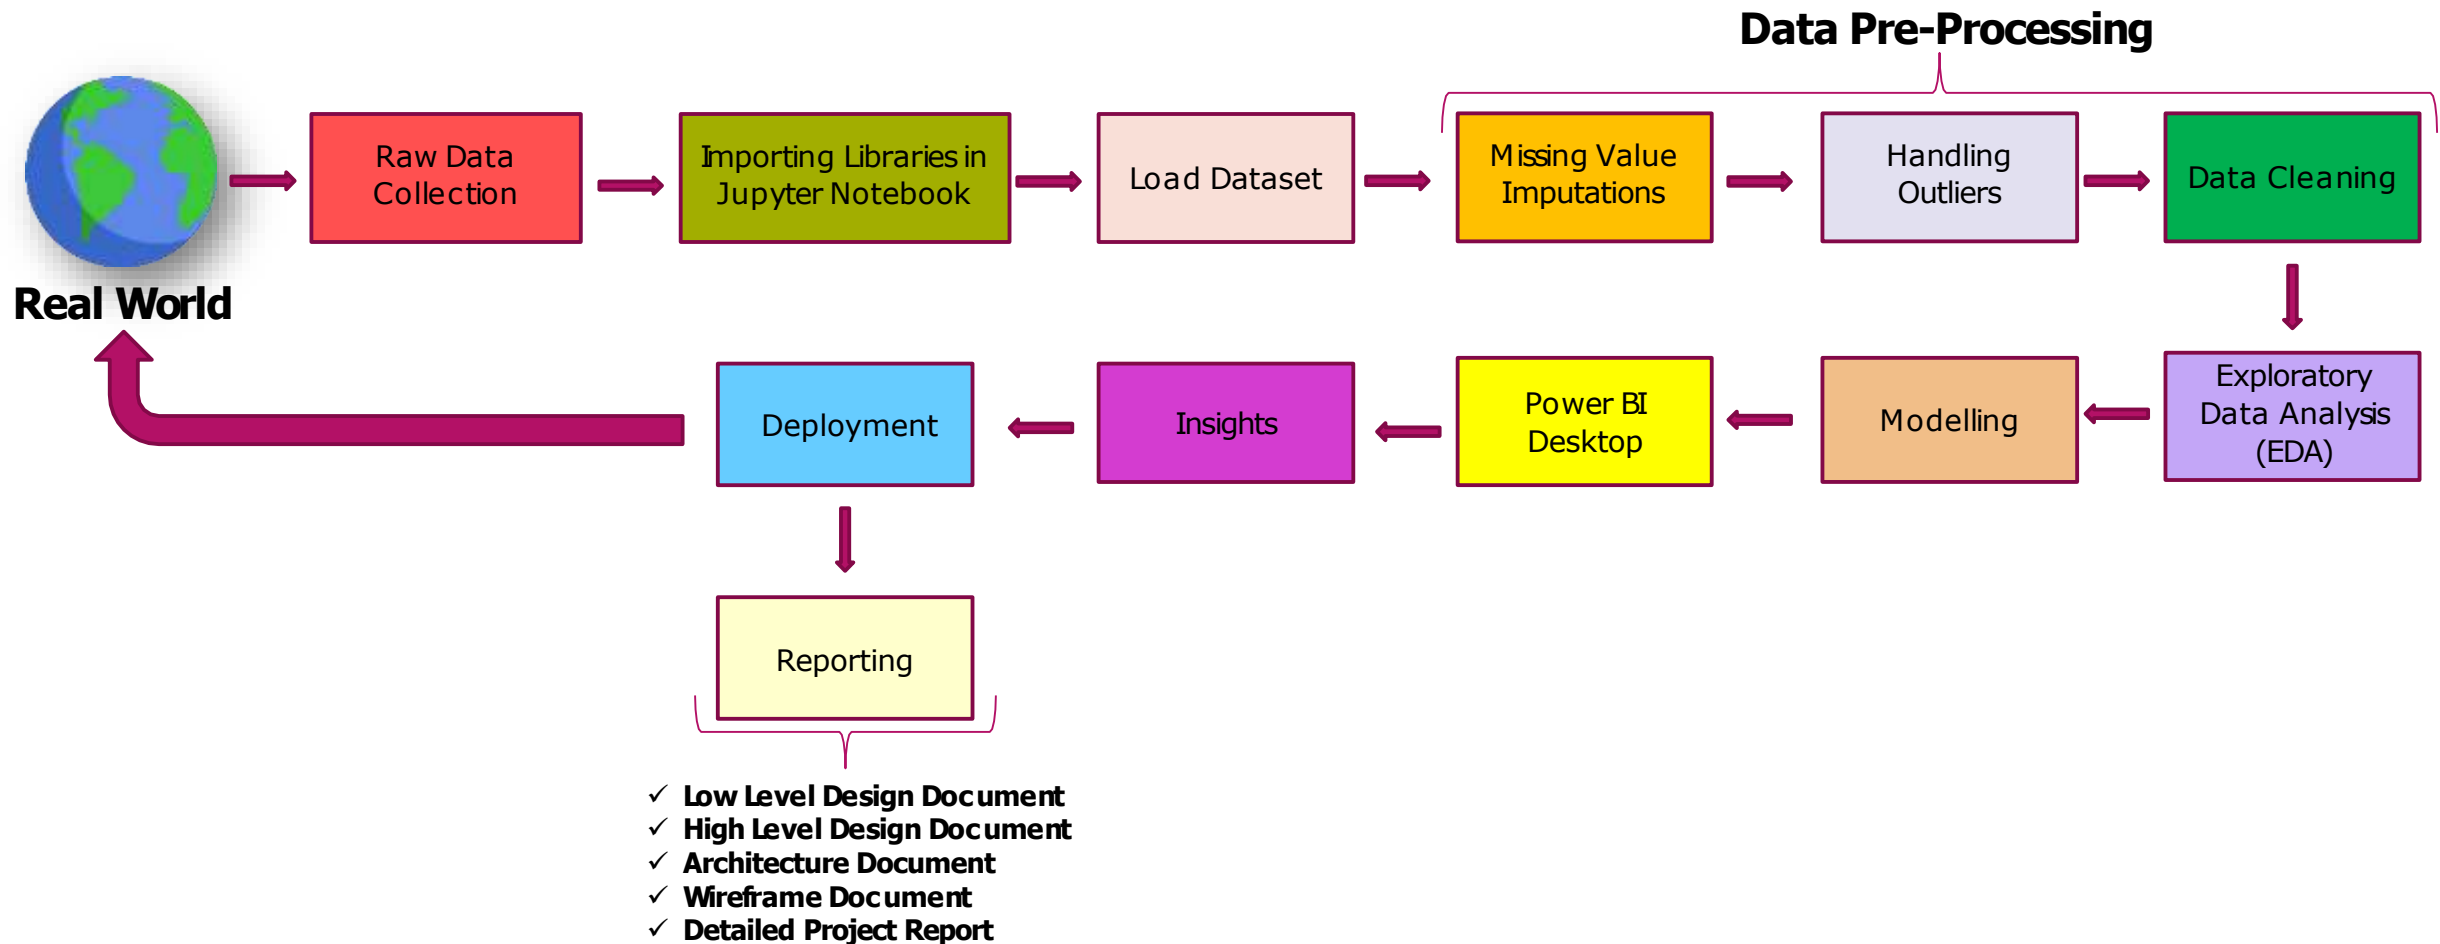 Data Pre-Processing
Real World
Raw Data
Collection
Importing Libraries in
Jupyter Notebook
Load Dataset
Missing Value
Imputations
Handling
Outliers
Data Cleaning
Exploratory
Data Analysis
(EDA)
Modelling
Power BI
Desktop
Insights
Deployment
Reporting
✓ Low Level Design Document
✓ High Level Design Document
✓ Architecture Document
✓ Wireframe Document
✓ Detailed Project Report